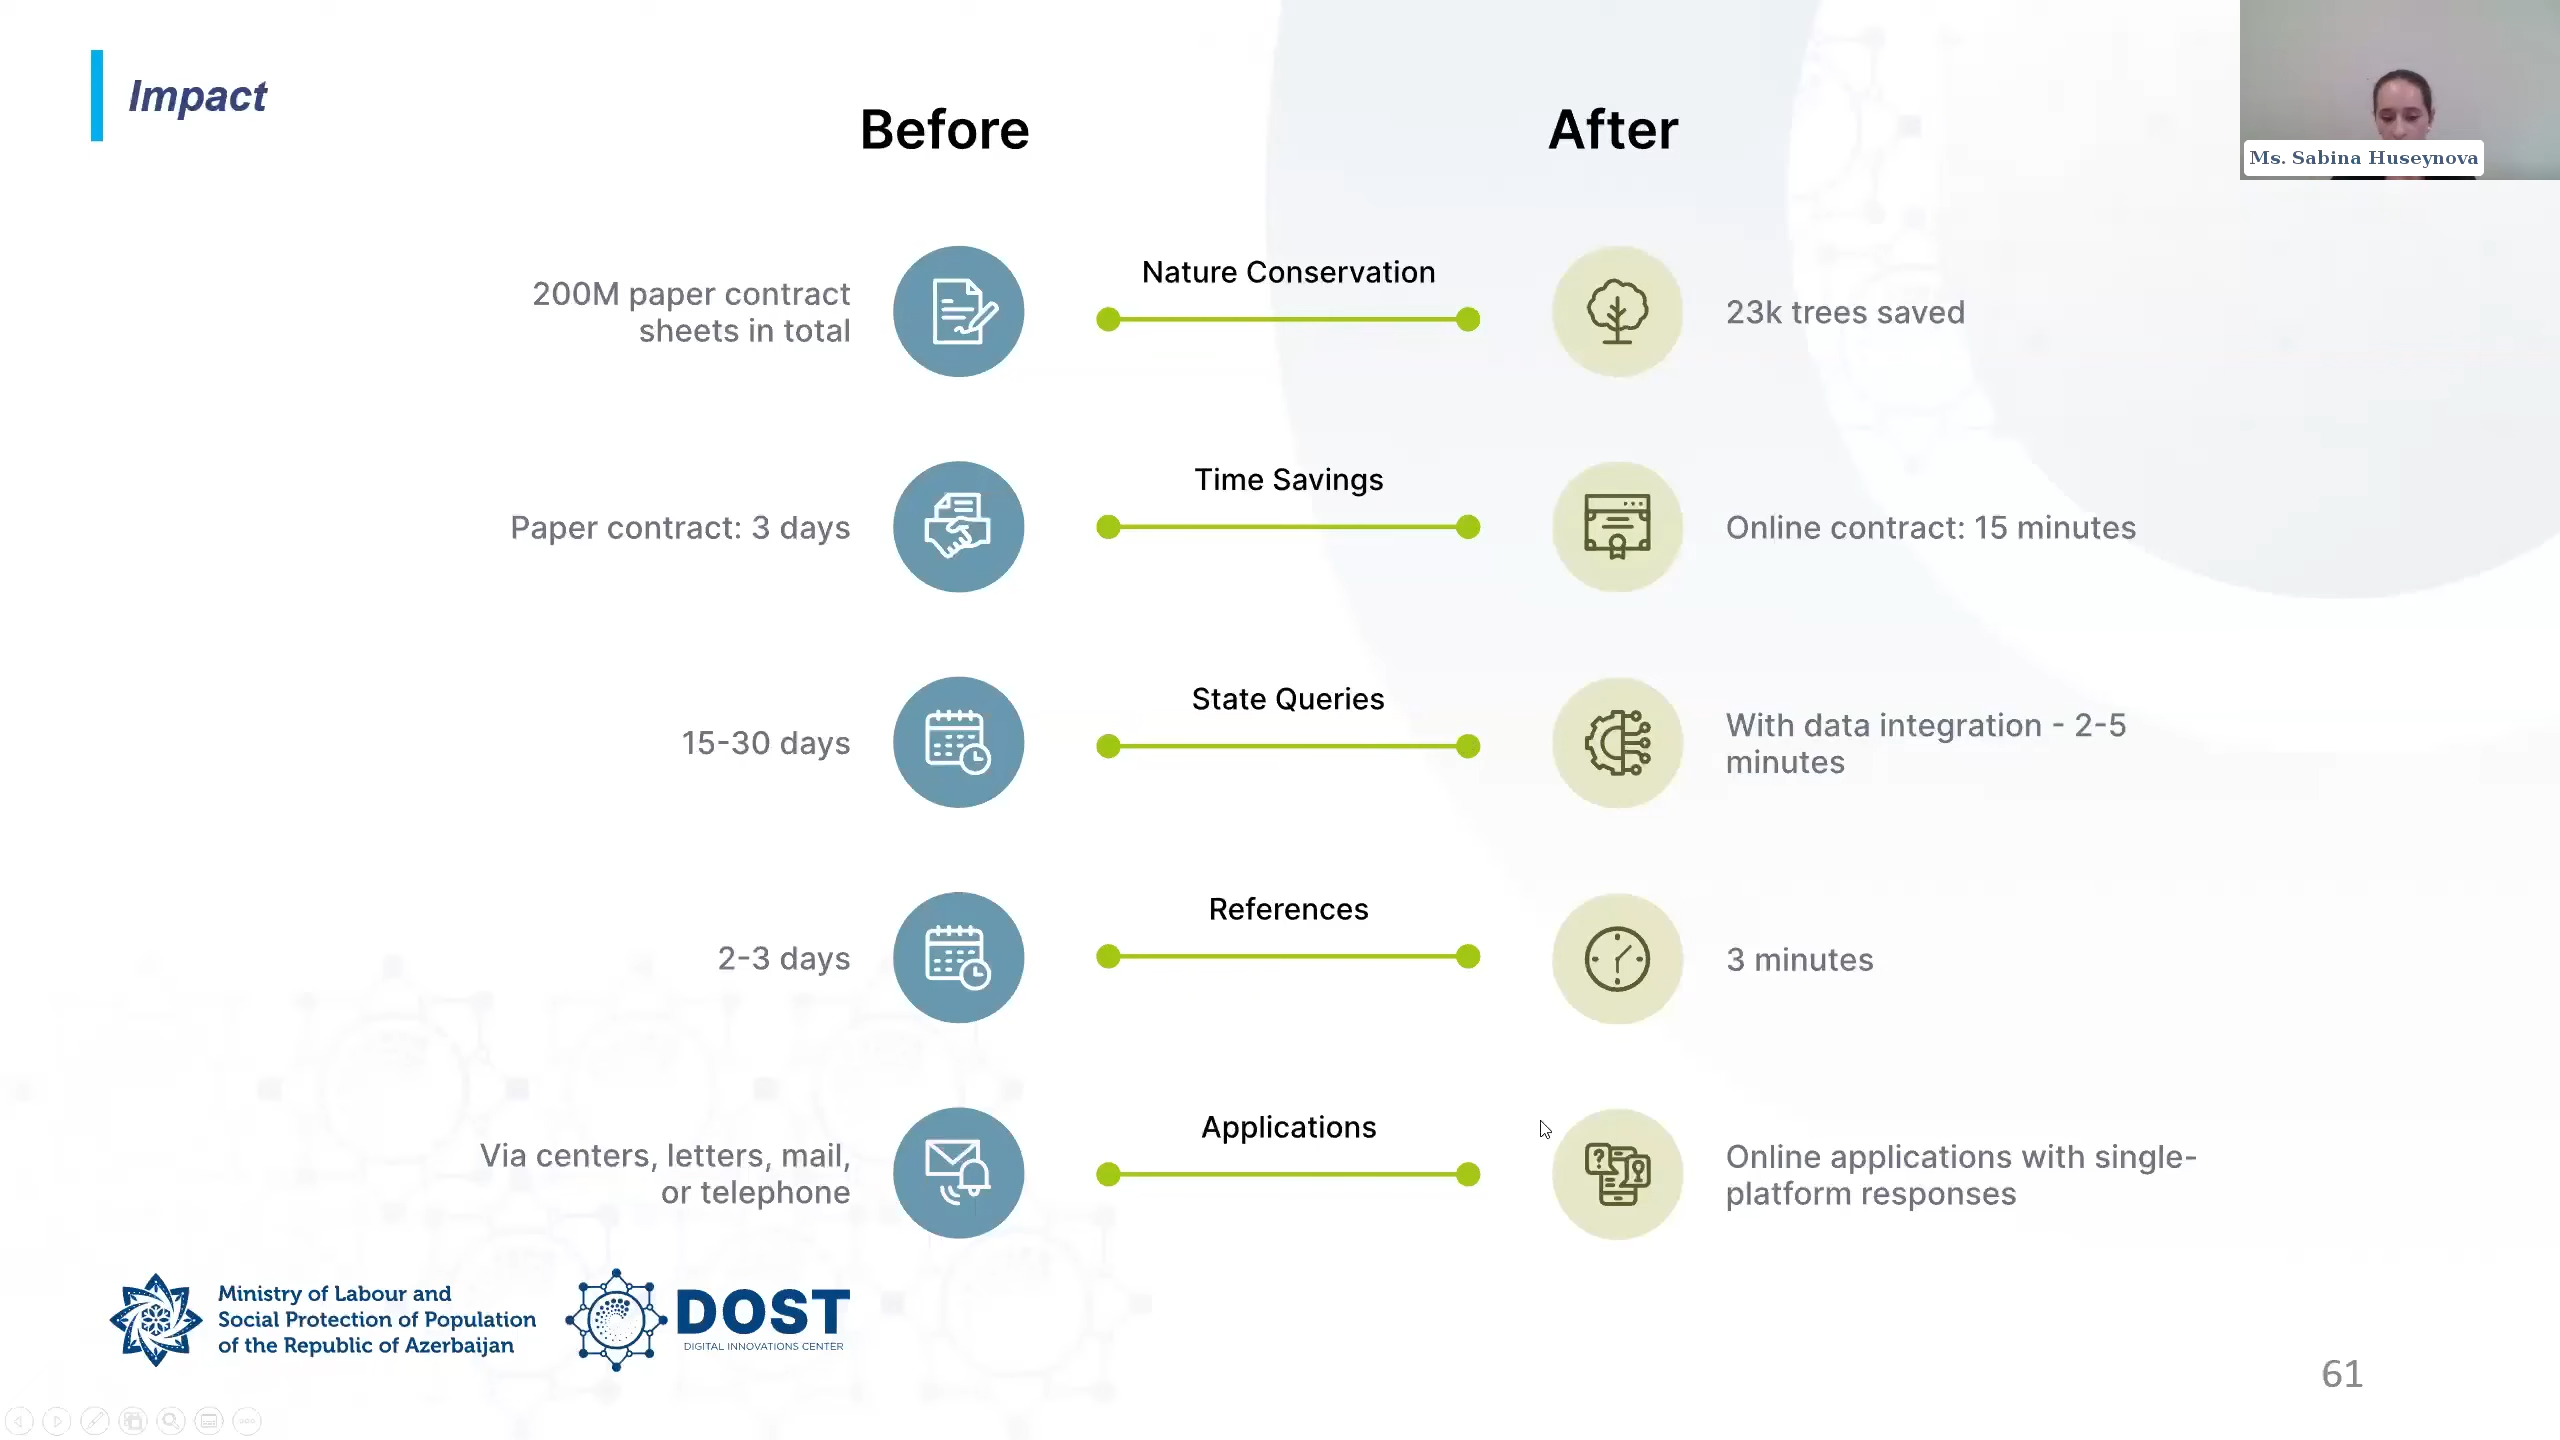 Impact
Before
After
Ms. Sabina Huseynova
200M paper contract
sheets in total
Nature Conservation
23k trees saved
Paper contract: 3 days
Time Savings
Online contract: 15 minutes
15-30 days
State Queries
With data integration - 2-5
minutes
2-3 days
References
3 minutes
Via centers, letters, mail,
or telephone
Applications
Online applications with single-
platform responses
Ministry of Labour and
Social Protection of Population
of the Republic of Azerbaijan
DOST
DIGITAL INNOVATIONS CENTER
61